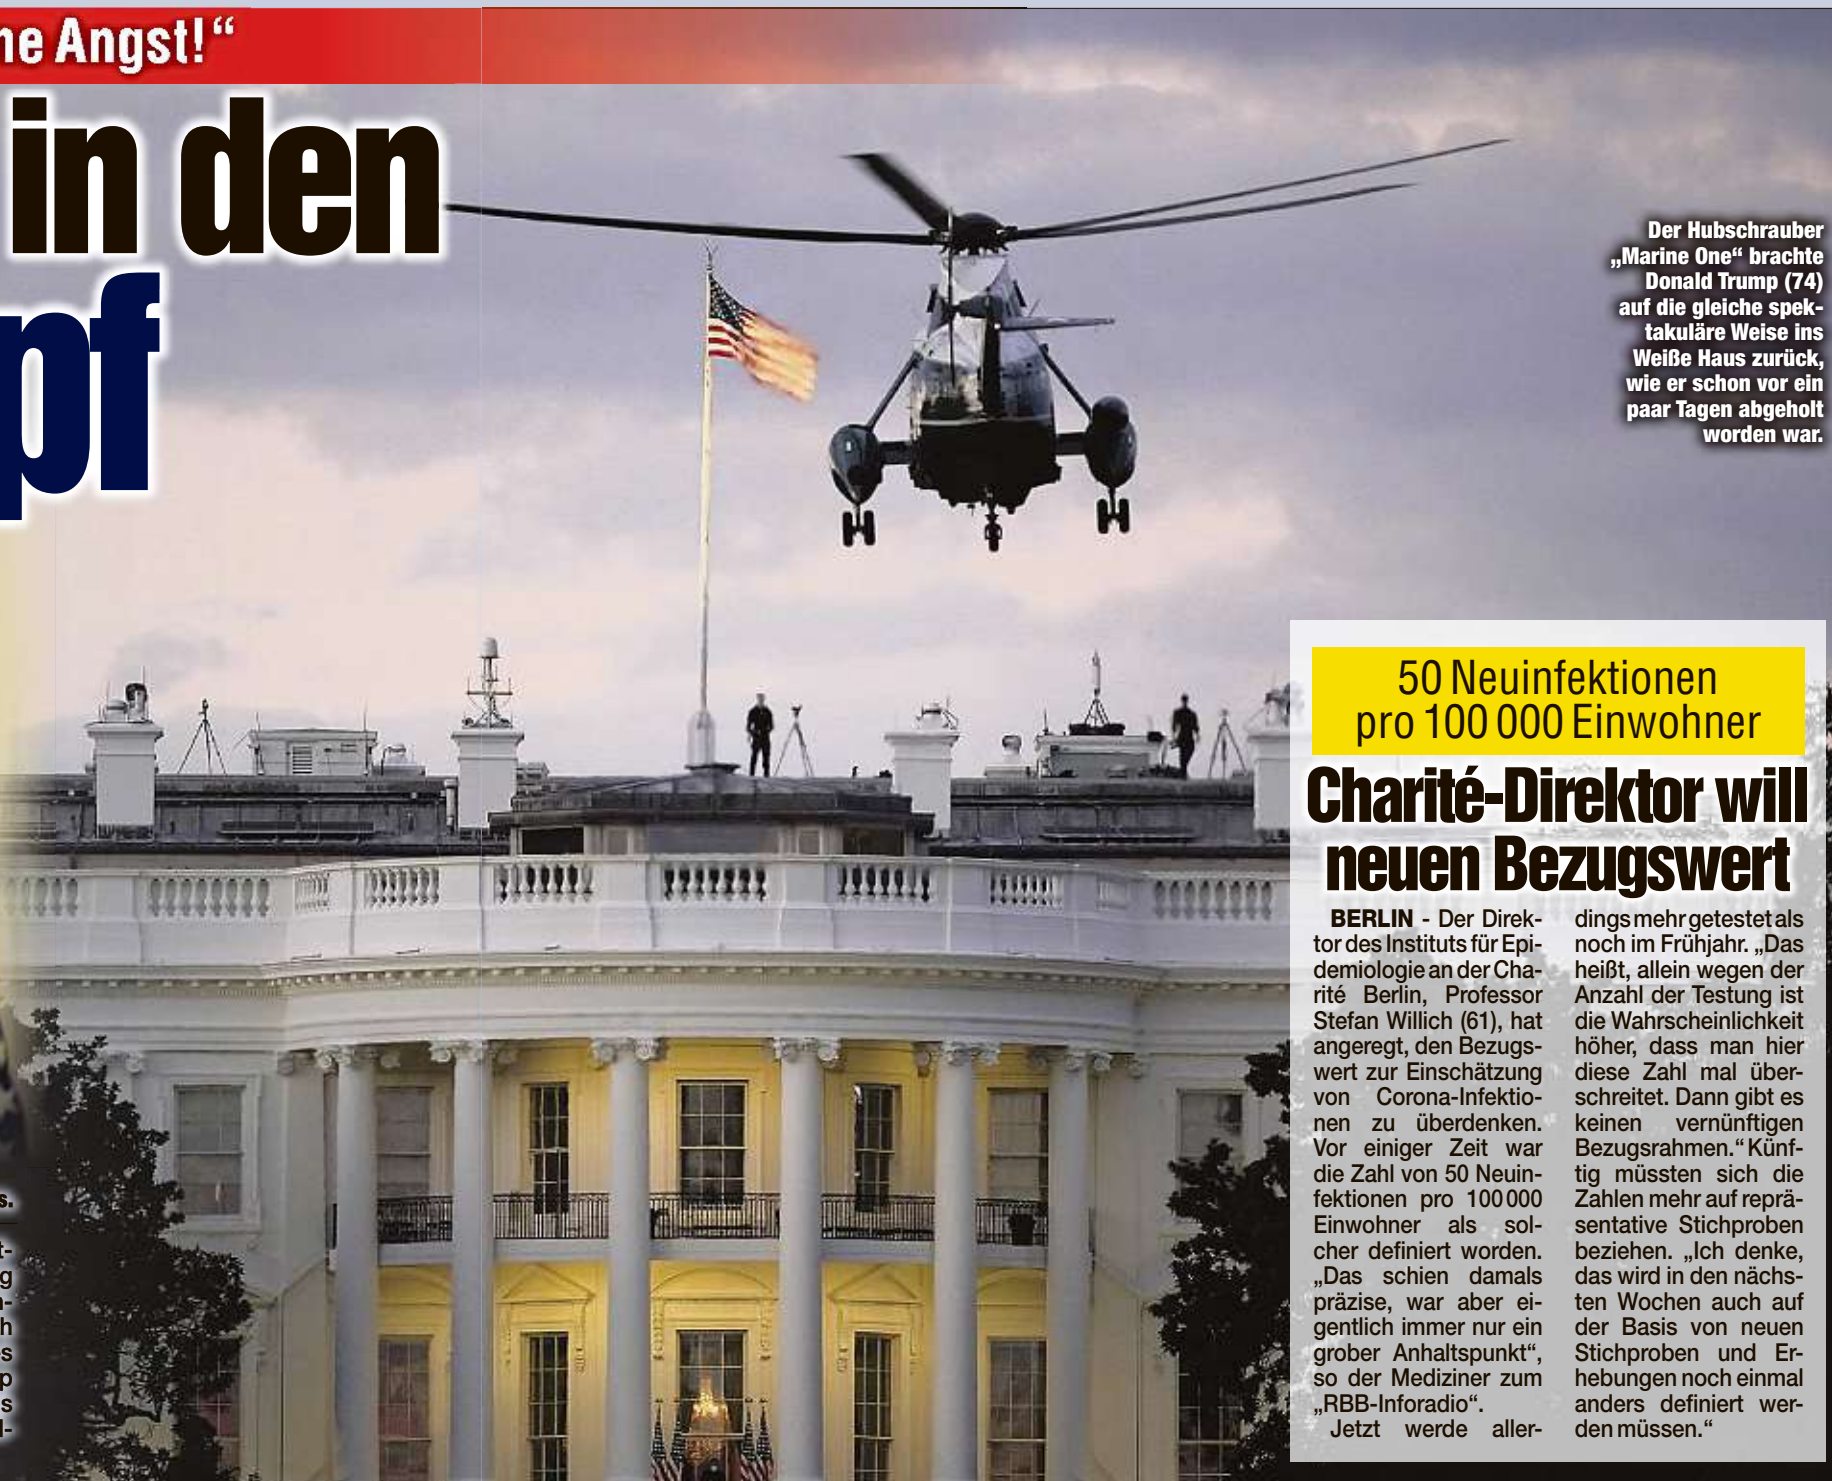 ne Angst!“
in den
pf
Der Hubschrauber
„Marine One“ brachte
Donald Trump (74)
auf die gleiche spek-
takuläre Weise ins
Weiße Haus zurück,
wie er schon vor ein
paar Tagen abgeholt
worden war.
s.
t-
g
n-
h
s
p
s
l-
50 Neuinfektionen
pro 100 000 Einwohner
Charité-Direktor will
neuen Bezugswert
BERLIN - Der Direk-
tor des Instituts für Epi-
demiologie an der Cha-
rité Berlin, Professor
Stefan Willich (61), hat
angeregt, den Bezugs-
wert zur Einschätzung
von Corona-Infektio-
nen zu überdenken.
Vor einiger Zeit war
die Zahl von 50 Neuin-
fektionen pro 100 000
Einwohner als sol-
cher definiert worden.
„Das schien damals
präzise, war aber ei-
gentlich immer nur ein
grober Anhaltspunkt“,
so der Mediziner zum
„RBB-Inforadio“.
Jetzt werde aller-
dings mehr getestet als
noch im Frühjahr. „Das
heißt, allein wegen der
Anzahl der Testung ist
die Wahrscheinlichkeit
höher, dass man hier
diese Zahl mal über-
schreitet. Dann gibt es
keinen vernünftigen
Bezugsrahmen.“ Künf-
tig müssten sich die
Zahlen mehr auf reprä-
sentative Stichproben
beziehen. „Ich denke,
das wird in den nächs-
ten Wochen auch auf
der Basis von neuen
Stichproben und Er-
hebungen noch einmal
anders definiert wer-
den müssen.“